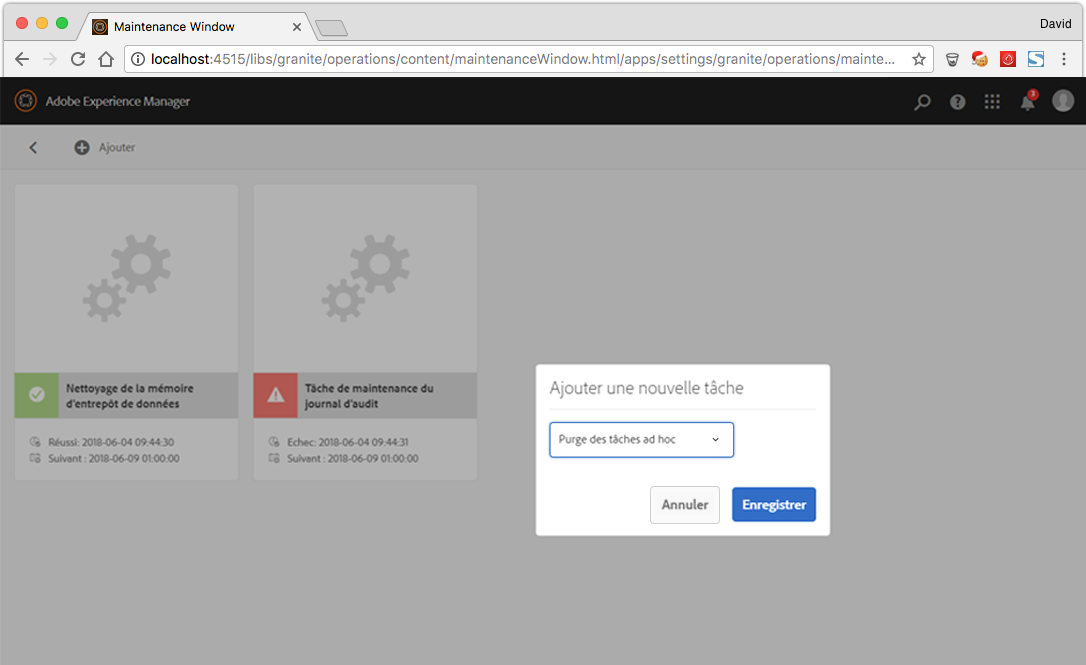 Maintenance Window
David
localhost:4515/libs/granite/operations/content/maintenanceWindow.html/apps/settings/granite/operations/mainte...
Adobe Experience Manager
3
Ajouter
Nettoyage de la mémoire
d'entrepôt de données
Réussi: 2018-06-04 09:44:30
Suivant : 2018-06-09 01:00:00
Tâche de maintenance du
journal d'audit
Echec: 2018-06-04 09:44:31
Suivant : 2018-06-09 01:00:00
Ajouter une nouvelle tâche
Purge des tâches ad hoc
Annuler
Enregistrer